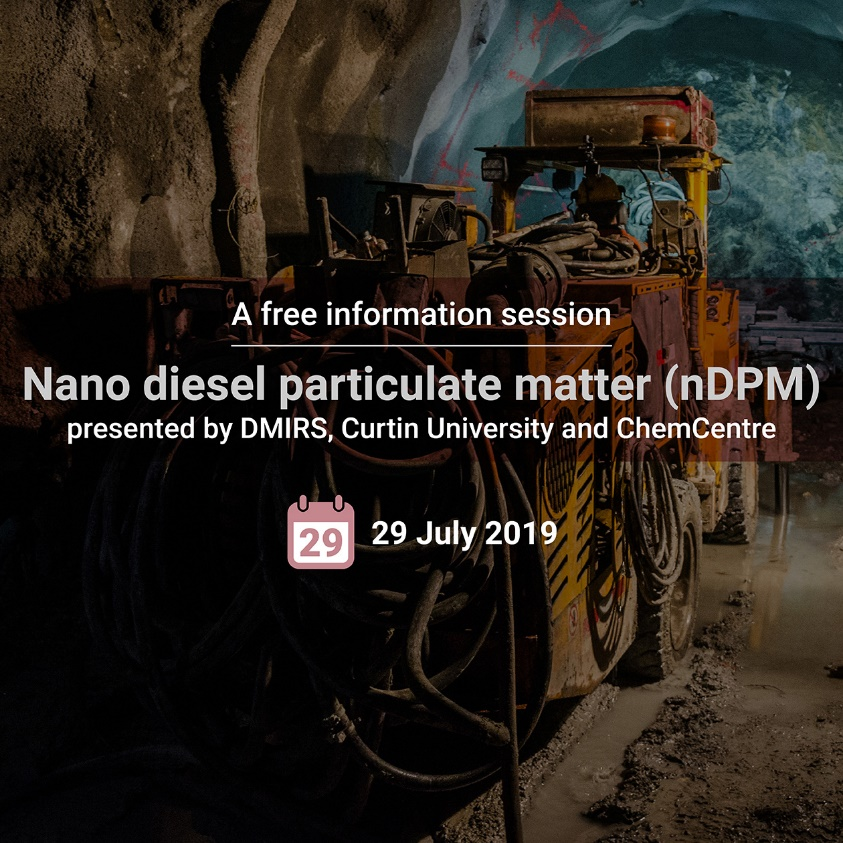 A free information session
Nano diesel particulate matter (nDPM)
presented by DMIRS, Curtin University and ChemCentre
29
29 July 2019